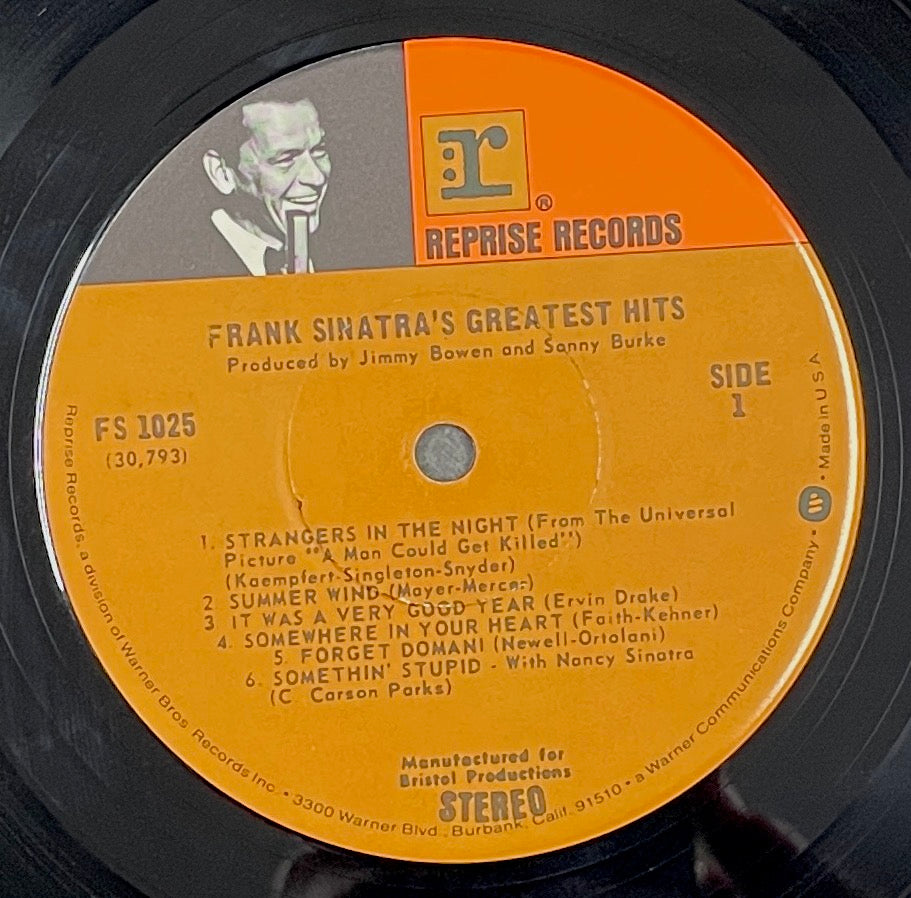 r
®
REPRISE RECORDS
FRANK SINATRA'S GREATEST HITS
Produced by Jimmy Bowen and Sonny Burke
SIDE
1
FS 1025
(30,793)
1. STRANGERS IN THE NIGHT (From The Universal
Picture "A Man Could Get Killed")
(Kaempfert-Singleton-Snyder)
2 SUMMER WIND (Mayer-Mercer)
3 IT WAS A VERY GOOD YEAR (Ervin Drake)
4. SOMEWHERE IN YOUR HEART (Faith-Kehner)
5. FORGET DOMANI (Newell-Ortolani)
6. SOMETHIN' STUPID - With Nancy Sinatra
(C. Carson Parks)
Manufactured for
Bristol Productions
STEREO
Reprise Records, a division of Warner Bros. Records Inc. • 3300 Warner Blvd., Burbank, Calif. 91510 • a Warner Communications Company • W • Made in U S A